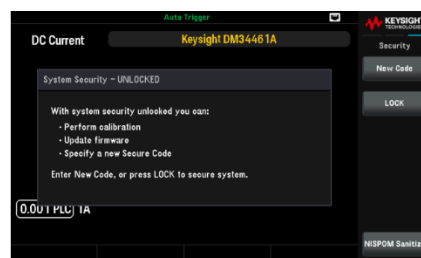 Auto Trigger
KEYSIGHT
TECHNOLOGIES
DC Current
Keysight DM34461A
Security
System Security - UNLOCKED
New Code
With system security unlocked you can:
- Perform calibration
- Update firmware
- Specify a new Secure Code
LOCK
Enter New Code, or press LOCK to secure system.
0.001 PLC 1A
NISPOM Sanitiz